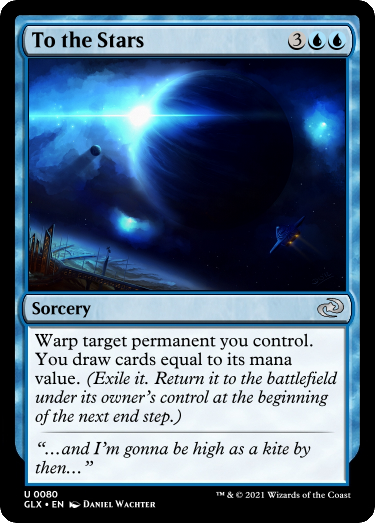 To the Stars 3
Sorcery
Warp target permanent you control.
You draw cards equal to its mana
value. (Exile it. Return it to the battlefield
under its owner's control at the beginning
of the next end step.)
“…and I'm gonna be high as a kite by
then…”
U 0080
GLX • EN Daniel Wachter
™ & © 2021 Wizards of the Coast